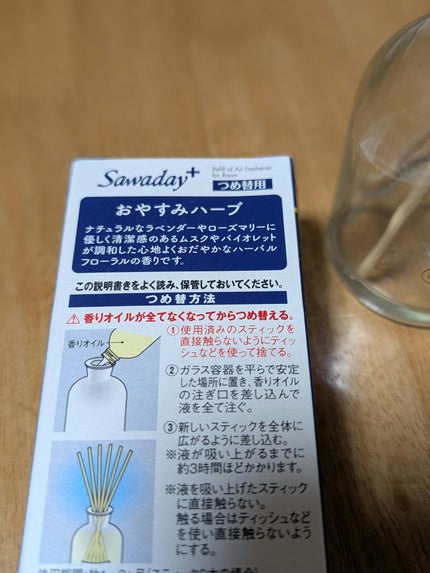 Sawaday+
Refill of Air Freshener
for Room
つめ替用
おやすみハーブ
ナチュラルなラベンダーやローズマリーに
優しく清潔感のあるムスクやバイオレット
が調和した心地よくおだやかなハーバル
フローラルの香りです。
この説明書きをよく読み、保管しておいてください。
つめ替方法
⚠ 香りオイルが全てなくなってからつめ替える。
香りオイル
①使用済みのスティックを
直接触らないようにティッ
シュなどを使って捨てる。
②ガラス容器を平らで安定
した場所に置き、香りオイル
の注ぎ口を差し込んで
液を全て注ぐ。
③新しいスティックを全体に
広がるように差し込む。
※液が吸い上がるまでに
約3時間ほどかかります。
※液を吸い上げたスティック
に直接触らない。
触る場合はティッシュなど
を使い直接触らないよう
にする。